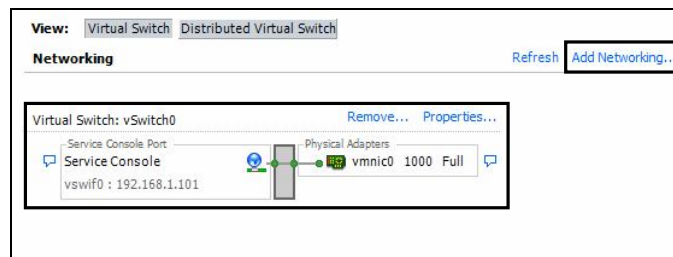 View: Virtual Switch Distributed Virtual Switch
Networking Refresh Add Networking...
Virtual Switch: vSwitch0 Remove... Properties...
Service Console Port Physical Adapters
Service Console vmnic0 1000 Full
vswif0 : 192.168.1.101